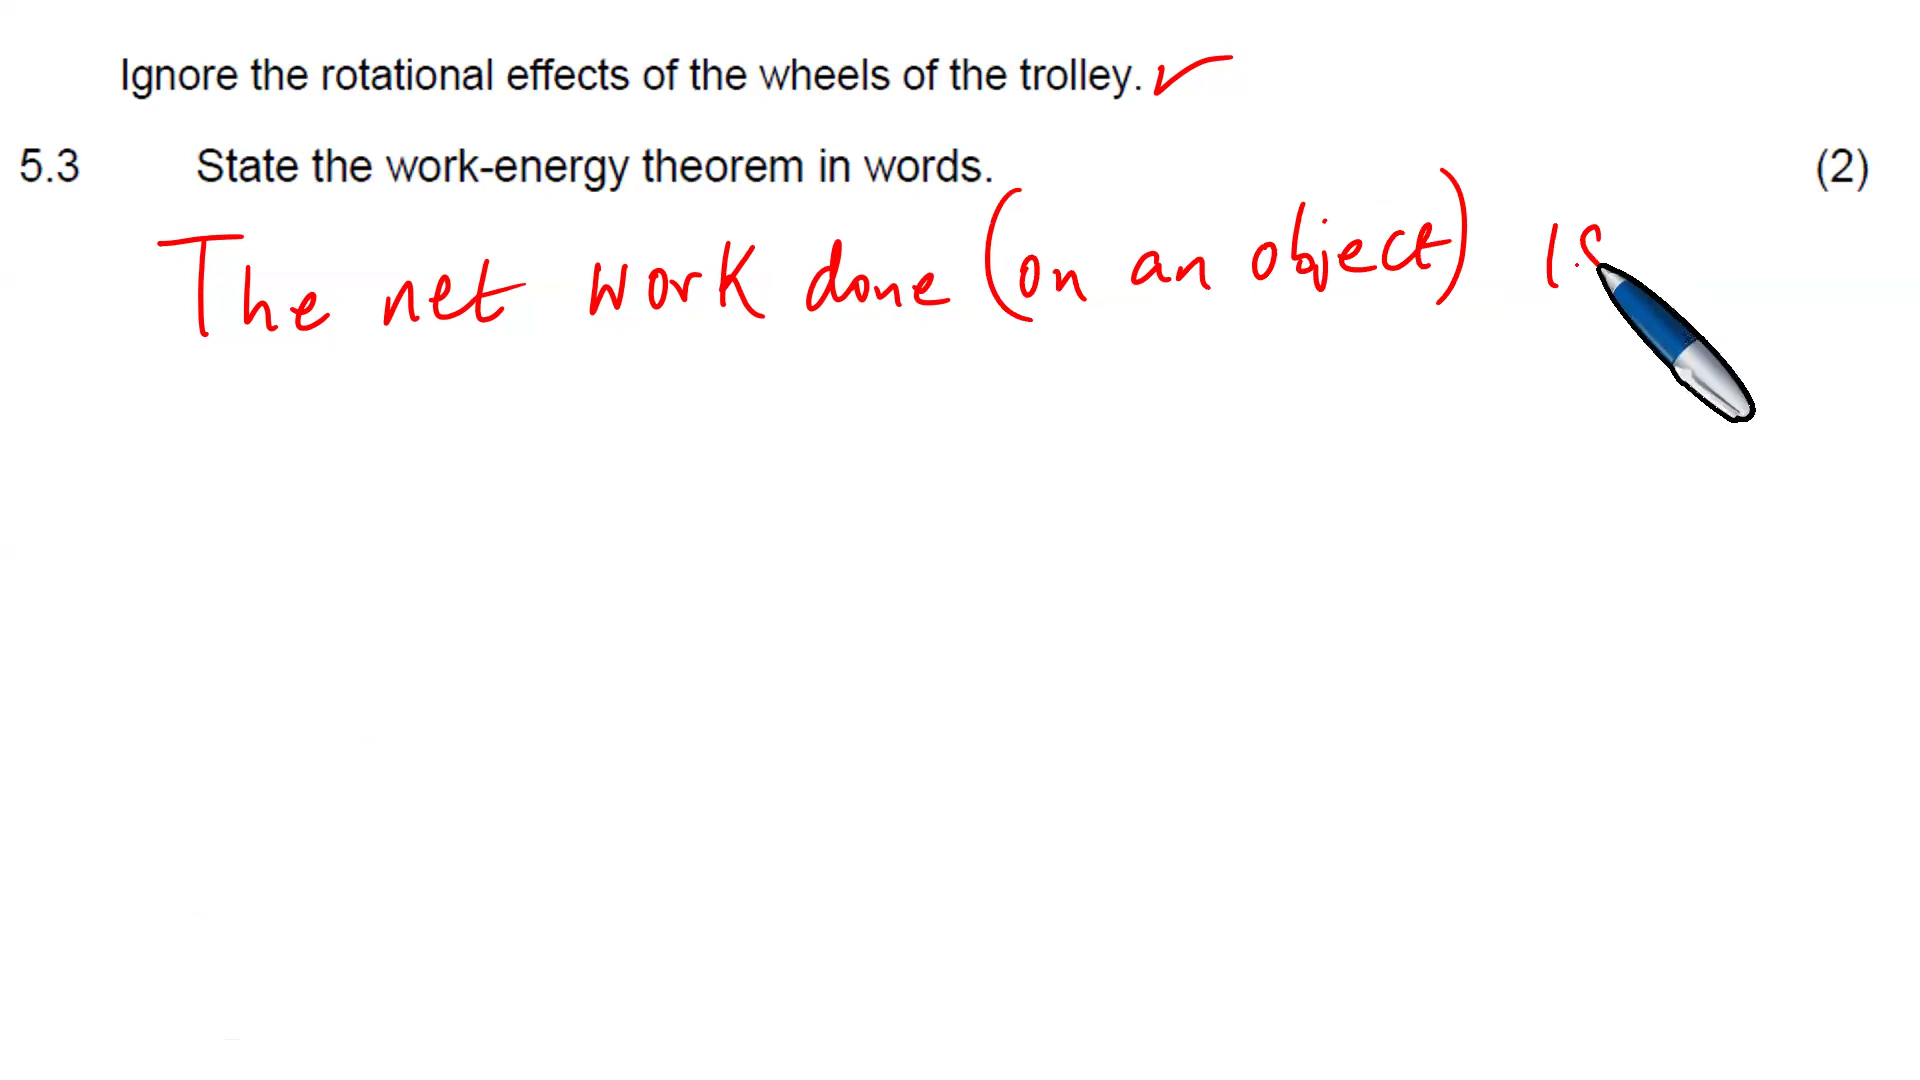 Ignore the rotational effects of the wheels of the trolley.
5.3 State the work-energy theorem in words. (2)
The net work done (on an object) is